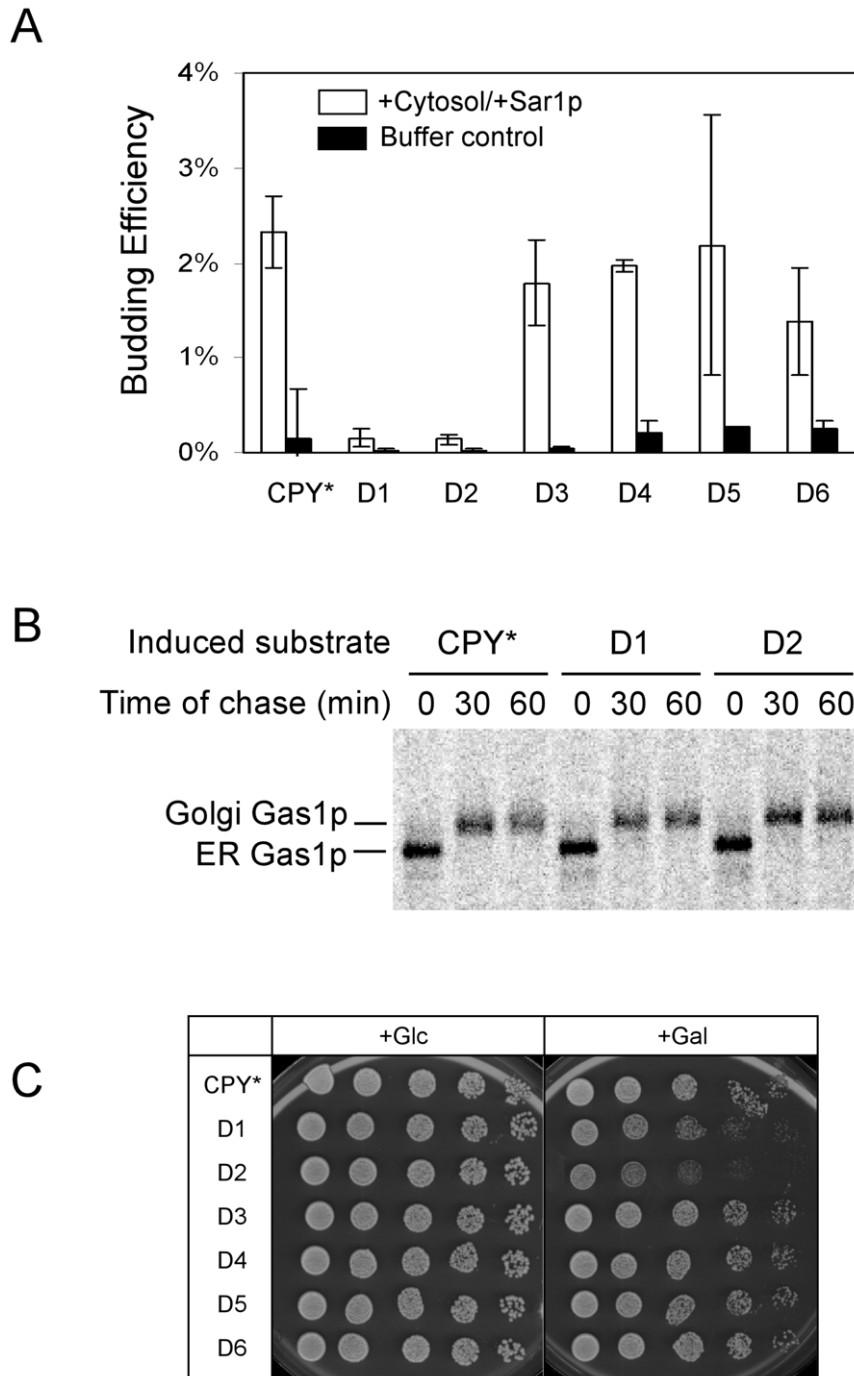 A
4%
3%
2%
1%
0%
Budding Efficiency
+Cytosol/+Sar1p
Buffer control
CPY* D1 D2 D3 D4 D5 D6
B
Induced substrate CPY* D1 D2
Time of chase (min) 0 30 60 0 30 60 0 30 60
Golgi Gas1p
ER Gas1p
C
+Glc +Gal
CPY*
D1
D2
D3
D4
D5
D6